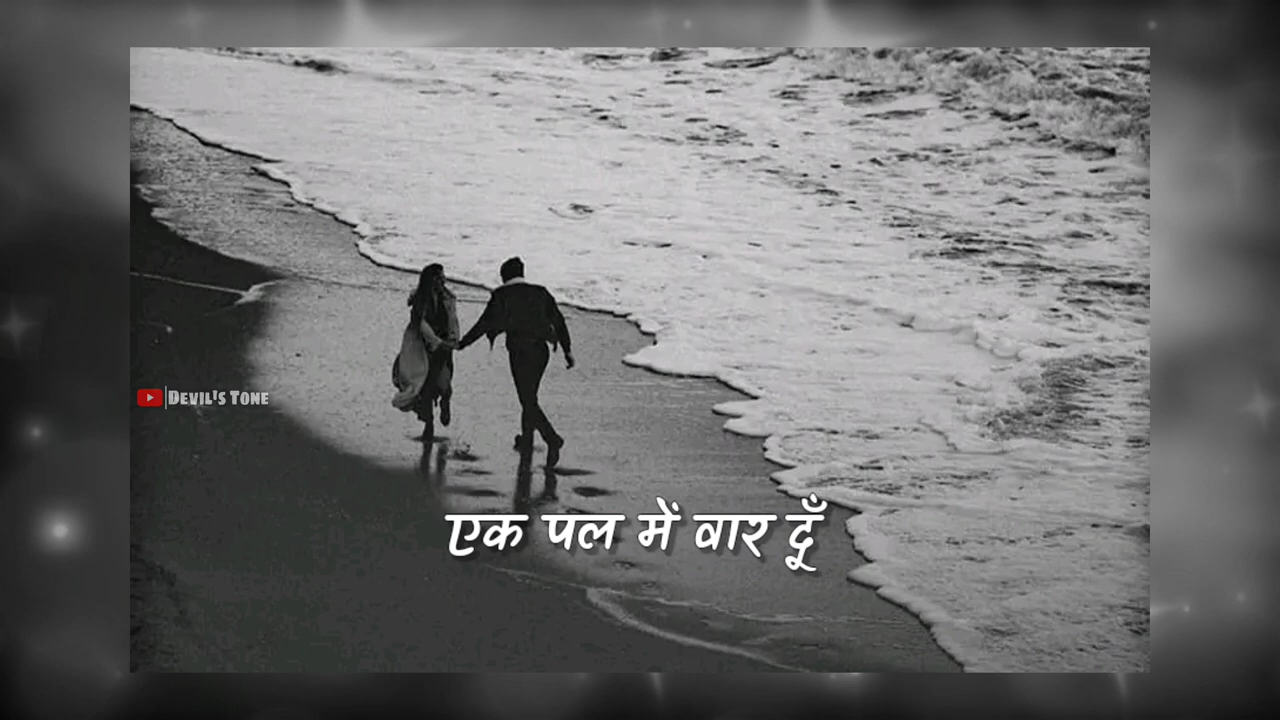 DEVIL'S TONE
एक पल में वार दूँ